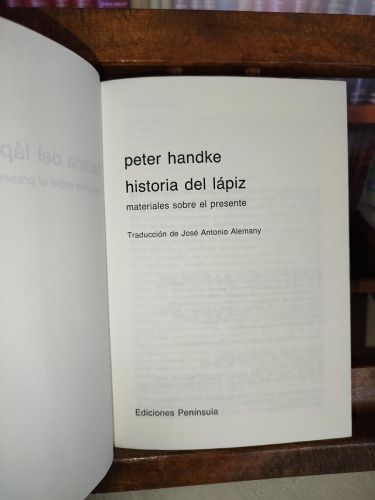 peter handke
historia del lápiz
materiales sobre el presente
Traducción de José Antonio Alemany
Ediciones Península